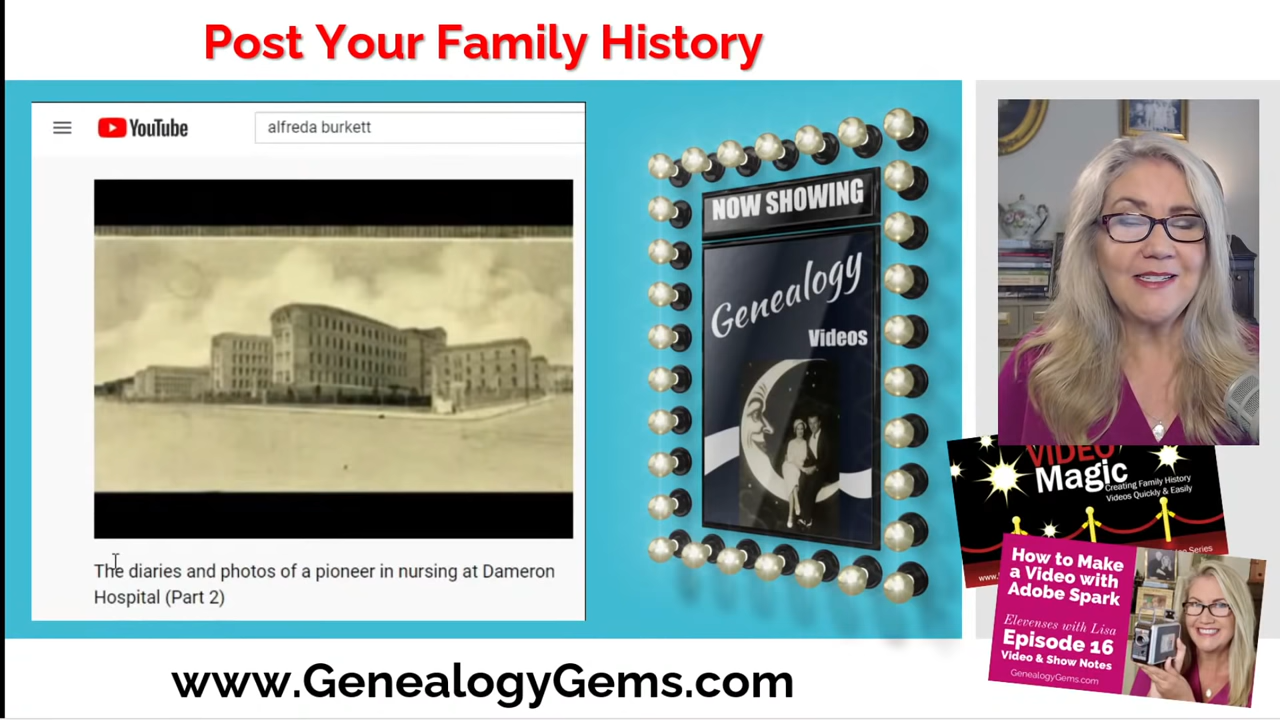 Post Your Family History
YouTube
alfreda burkett
The diaries and photos of a pioneer in nursing at Dameron
Hospital (Part 2)
NOW SHOWING
Genealogy
Videos
VIDEO
Magic
Creating Family History
Videos Quickly & Easily
Series
How to Make
a Video with
Adobe Spark
Elevenses with Lisa
Episode 16
Video & Show Notes
GenealogyGems.com
www.GenealogyGems.com